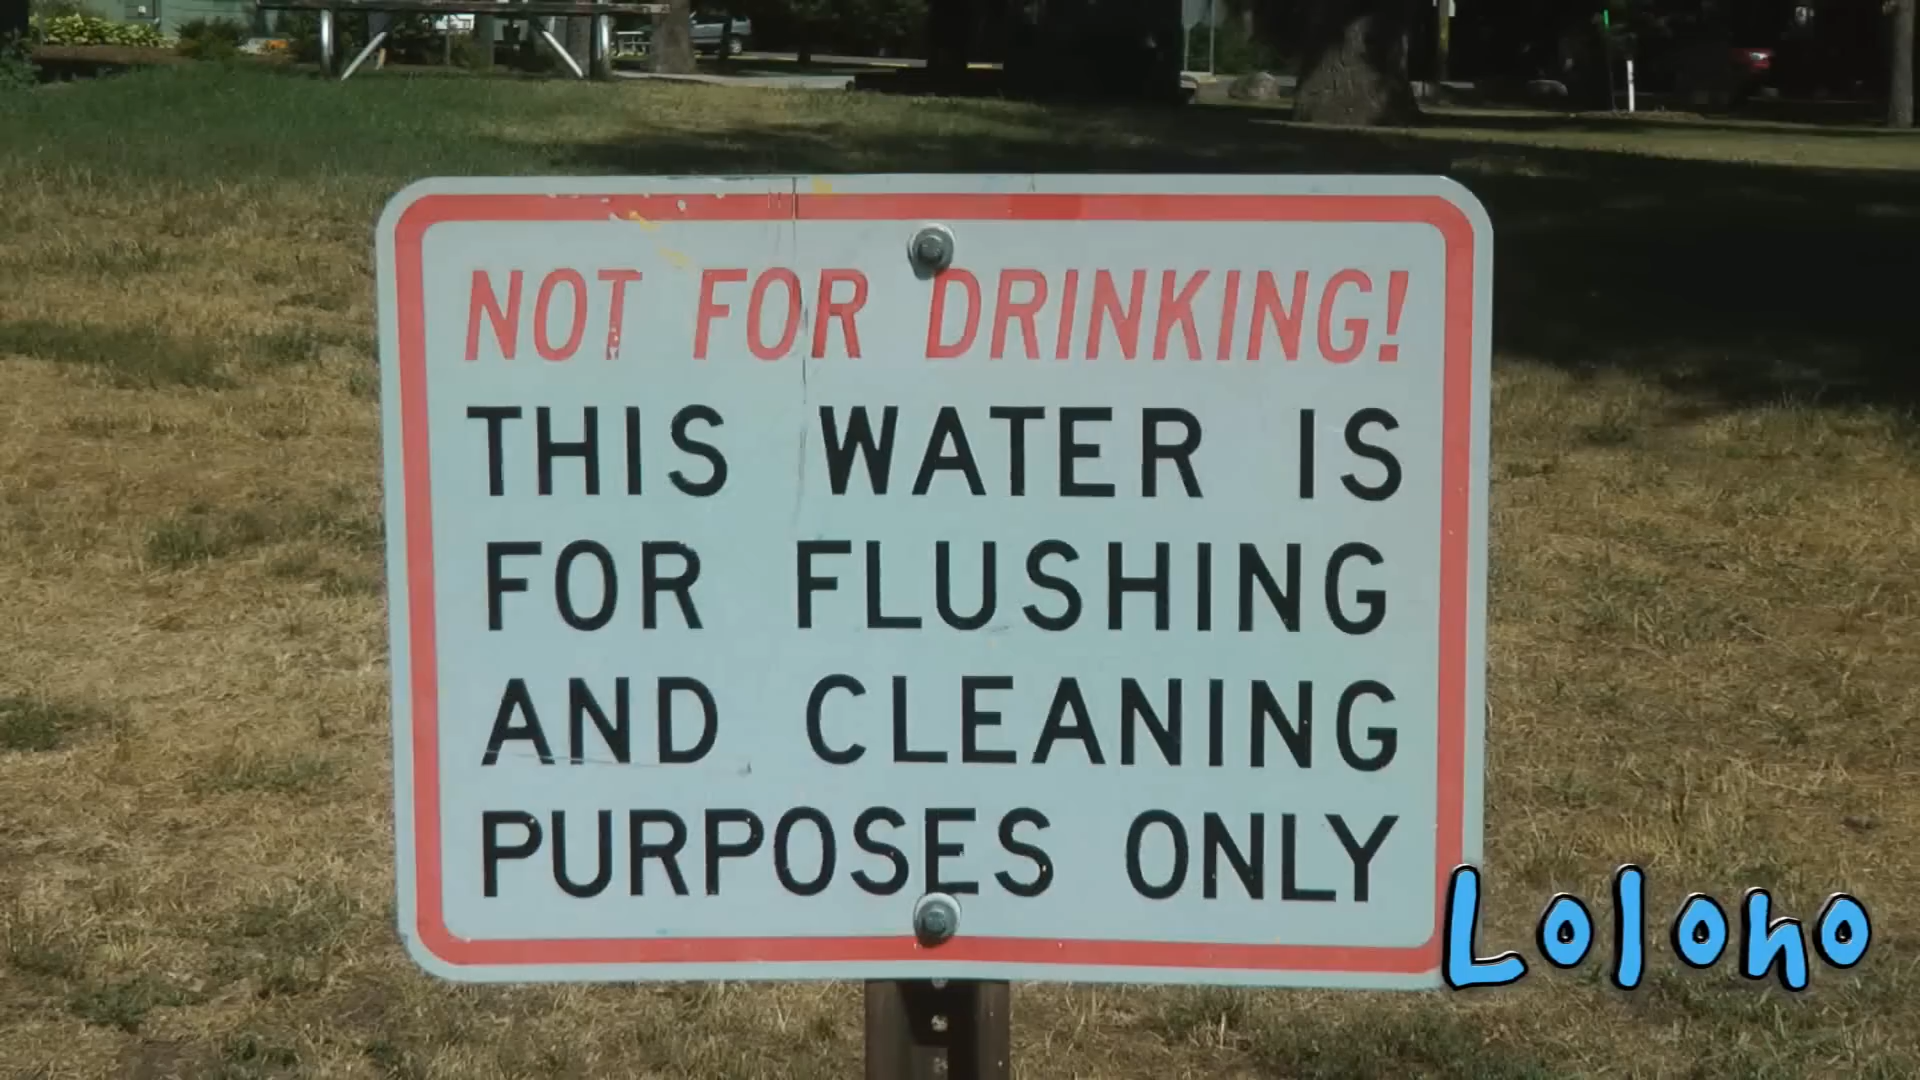 NOT FOR DRINKING!
THIS WATER IS
FOR FLUSHING
AND CLEANING
PURPOSES ONLY
Loloho